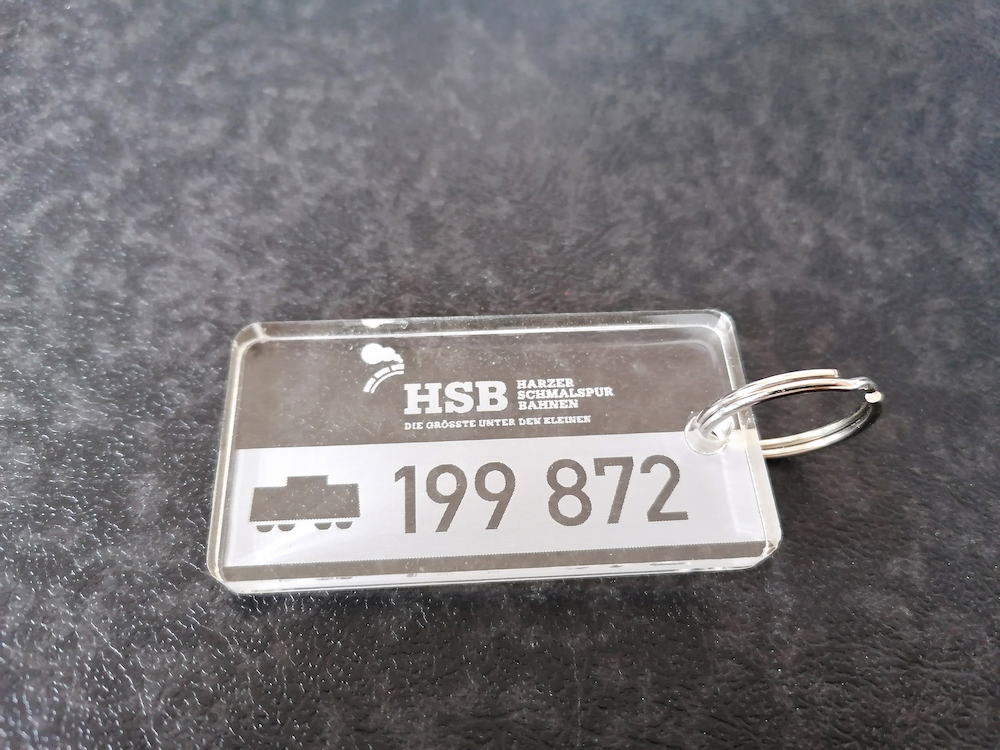 HSB HARZER
SCHMALSPUR
BAHNEN
DIE GRÖSSTE UNTER DEN KLEINEN
199 872